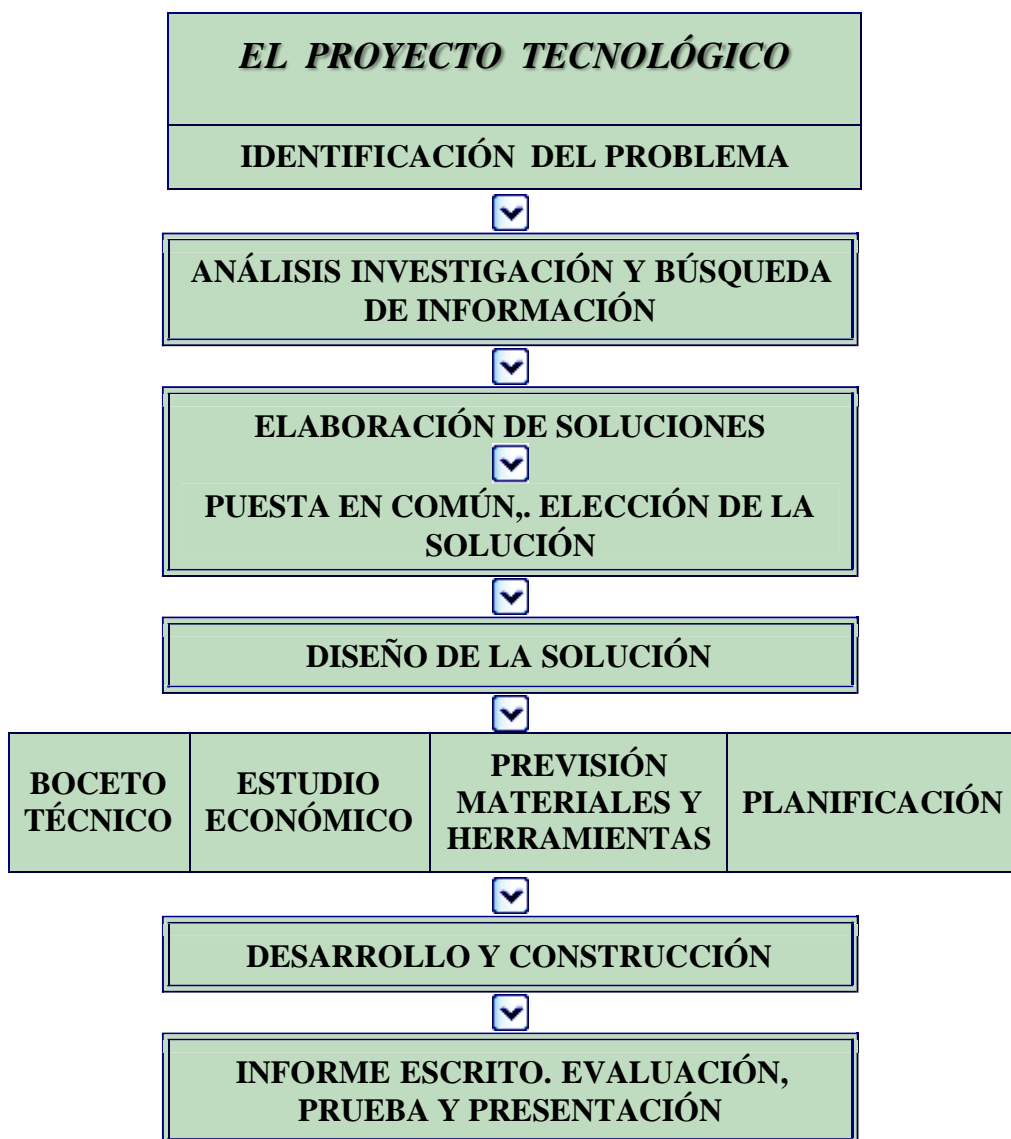 EL PROYECTO TECNOLÓGICO
IDENTIFICACIÓN DEL PROBLEMA
ANÁLISIS INVESTIGACIÓN Y BÚSQUEDA
DE INFORMACIÓN
ELABORACIÓN DE SOLUCIONES
PUESTA EN COMÚN,. ELECCIÓN DE LA
SOLUCIÓN
DISEÑO DE LA SOLUCIÓN
BOCETO
TÉCNICO
ESTUDIO
ECONÓMICO
PREVISIÓN
MATERIALES Y
HERRAMIENTAS
PLANIFICACIÓN
DESARROLLO Y CONSTRUCCIÓN
INFORME ESCRITO. EVALUACIÓN,
PRUEBA Y PRESENTACIÓN